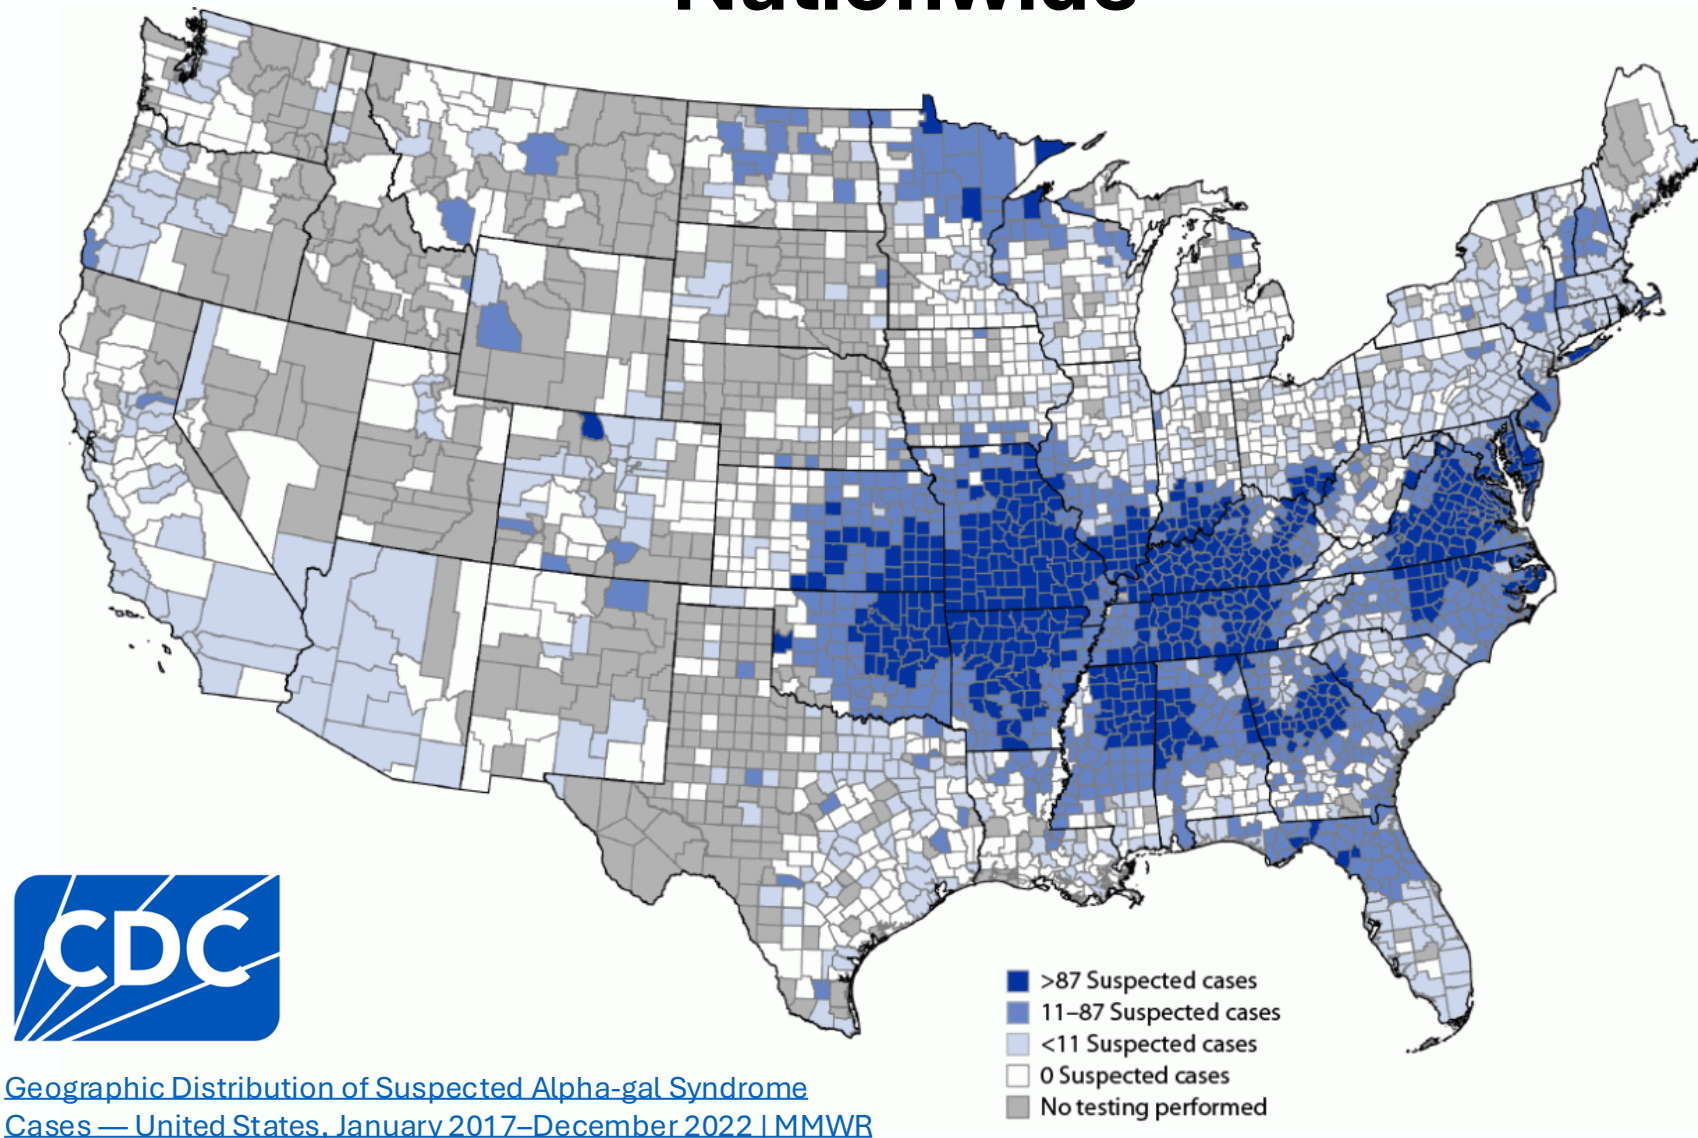 Nationwide
CDC
>87 Suspected cases
11–87 Suspected cases
<11 Suspected cases
0 Suspected cases
No testing performed
Geographic Distribution of Suspected Alpha-gal Syndrome
Cases — United States, January 2017–December 2022 | MMWR